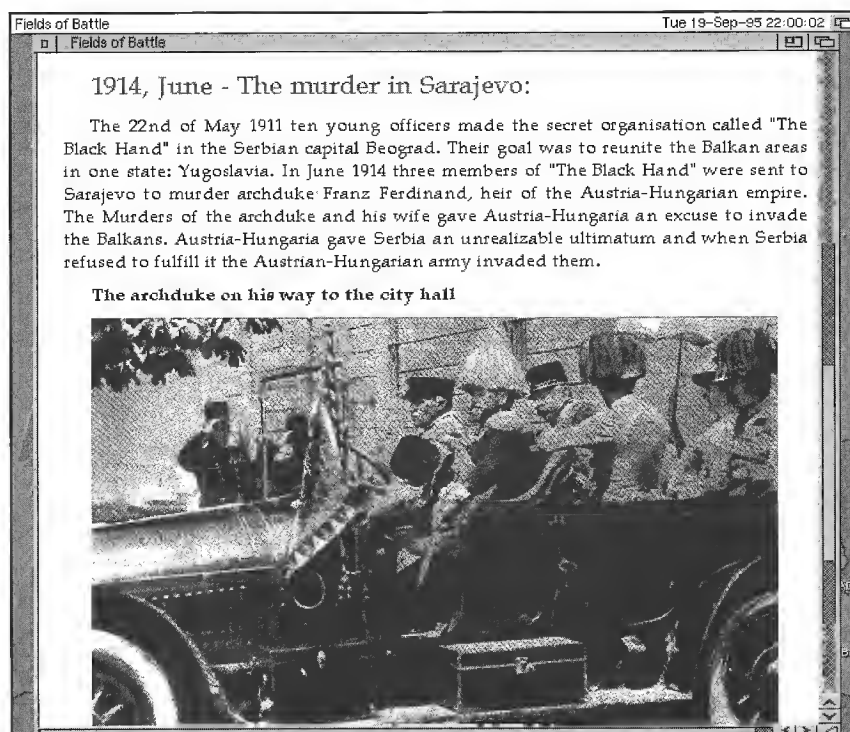 Fields of Battle Tue 19-Sep-95 22:00:02
Fields of Battle
1914, June - The murder in Sarajevo:
The 22nd of May 1911 ten young officers made the secret organisation called "The
Black Hand" in the Serbian capital Beograd. Their goal was to reunite the Balkan areas
in one state: Yugoslavia. In June 1914 three members of "The Black Hand" were sent to
Sarajevo to murder archduke Franz Ferdinand, heir of the Austria-Hungarian empire.
The Murders of the archduke and his wife gave Austria-Hungaria an excuse to invade
the Balkans. Austria-Hungaria gave Serbia an unrealizable ultimatum and when Serbia
refused to fulfill it the Austrian-Hungarian army invaded them.
The archduke on his way to the city hall